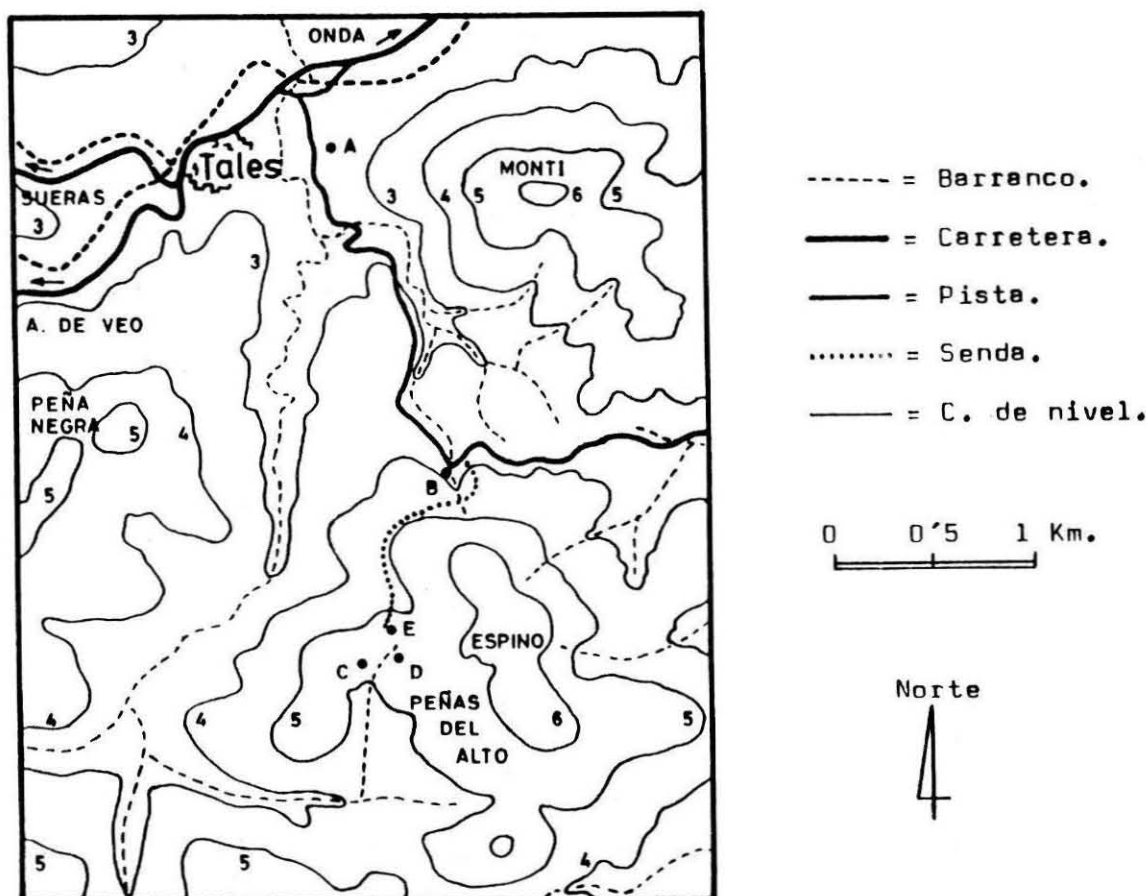 3
ONDA
A
Tales
MONTI
SUERAS
3 4 5 6 5
3
3
A. DE VEO
PEÑA
NEGRA
5 4
5
B
E
ESPINO
C D
PEÑAS
DEL
ALTO
4 4 5 6 5
5 5 4
----- = Barranco.
= Carretera.
= Pista.
........ = Senda.
= C. de nivel.
0 0'5 1 Km.
Norte